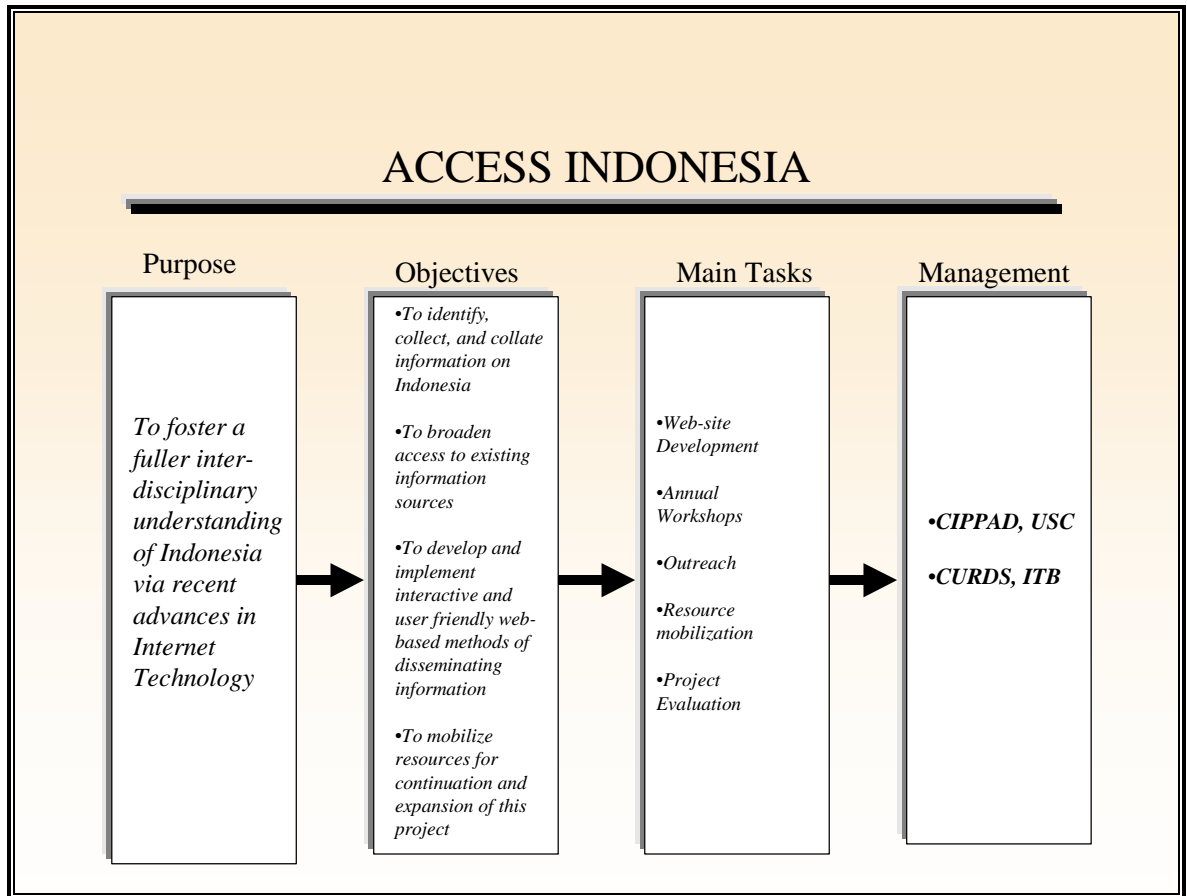 ACCESS INDONESIA
Purpose
To foster a
fuller inter-
disciplinary
understanding
of Indonesia
via recent
advances in
Internet
Technology
Objectives
•To identify,
collect, and collate
information on
Indonesia
•To broaden
access to existing
information
sources
•To develop and
implement
interactive and
user friendly web-
based methods of
disseminating
information
•To mobilize
resources for
continuation and
expansion of this
project
Main Tasks
•Web-site
Development
•Annual
Workshops
•Outreach
•Resource
mobilization
•Project
Evaluation
Management
•CIPPAD, USC
•CURDS, ITB